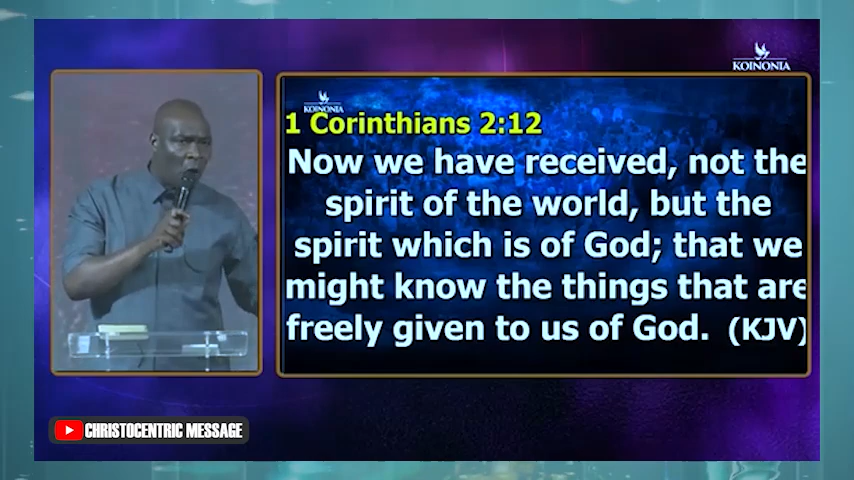 KOINONIA
KOINONIA
1 Corinthians 2:12
Now we have received, not the
spirit of the world, but the
spirit which is of God; that we
might know the things that are
freely given to us of God. (KJV)
CHRISTOCENTRIC MESSAGE